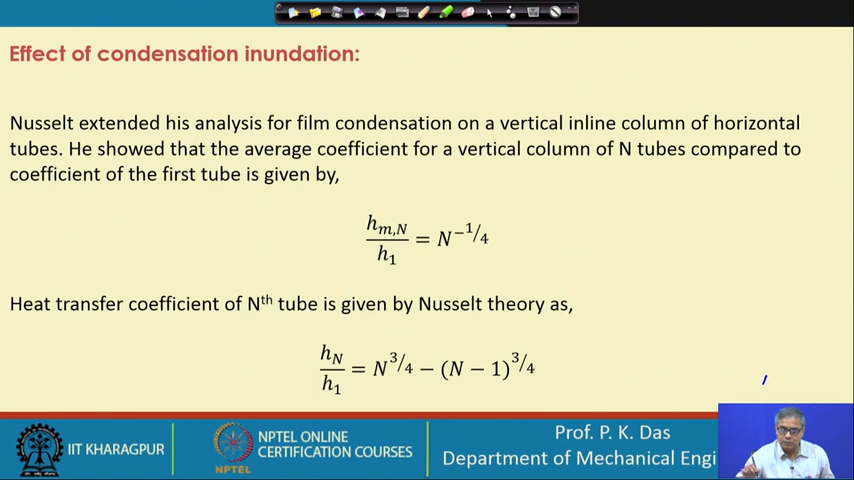 Effect of condensation inundation:
Nusselt extended his analysis for film condensation on a vertical inline column of horizontal
tubes. He showed that the average coefficient for a vertical column of N tubes compared to
coefficient of the first tube is given by,
h_{m,N}/h_1 = N^{-1/4}
Heat transfer coefficient of N^{th} tube is given by Nusselt theory as,
h_N/h_1 = N^{3/4} − (N − 1)^{3/4}
IIT KHARAGPUR
NPTEL
NPTEL ONLINE
CERTIFICATION COURSES
Prof. P. K. Das
Department of Mechanical Engi